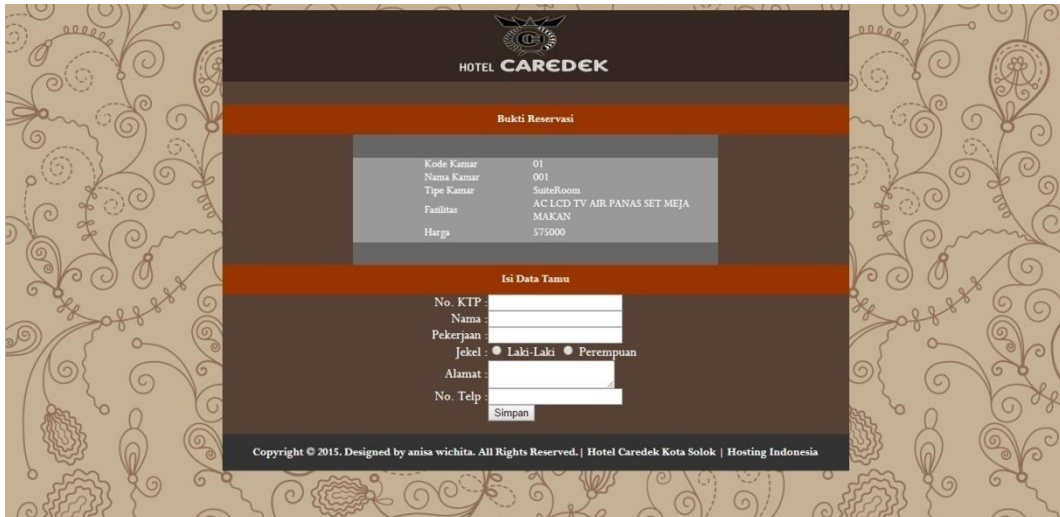 HOTEL CAREDEK
Bukti Reservasi
Kode Kamar 01
Nama Kamar 001
Tipe Kamar SuiteRoom
Fasilitas AC LCD TV AIR PANAS SET MEJA
MAKAN
Harga 575000
Isi Data Tamu
No. KTP :
Nama :
Pekerjaan :
Jekel : Laki-Laki Perempuan
Alamat :
No. Telp :
Simpan
Copyright © 2015. Designed by anisa wichita. All Rights Reserved. | Hotel Caredek Kota Solok | Hosting Indonesia